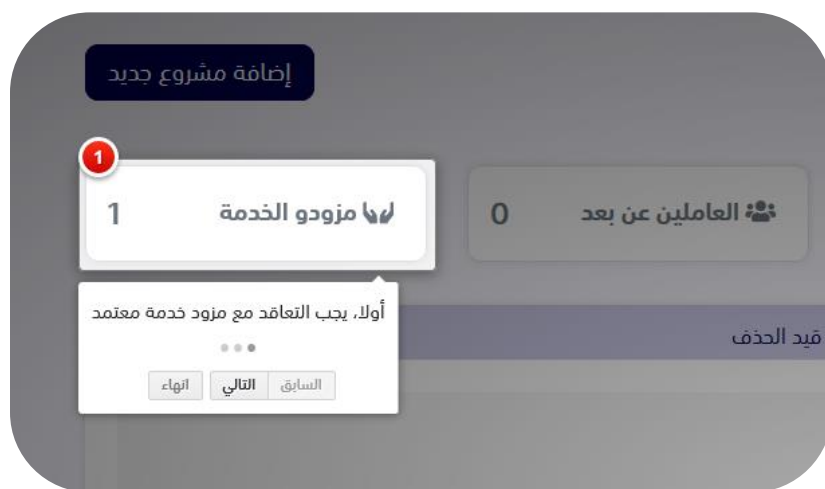 إضافة مشروع جديد
العاملين عن بعد 0
مزودو الخدمة 1
1
أولا، يجب التعاقد مع مزود خدمة معتمد
السابق التالي انهاء
قيد الحذف